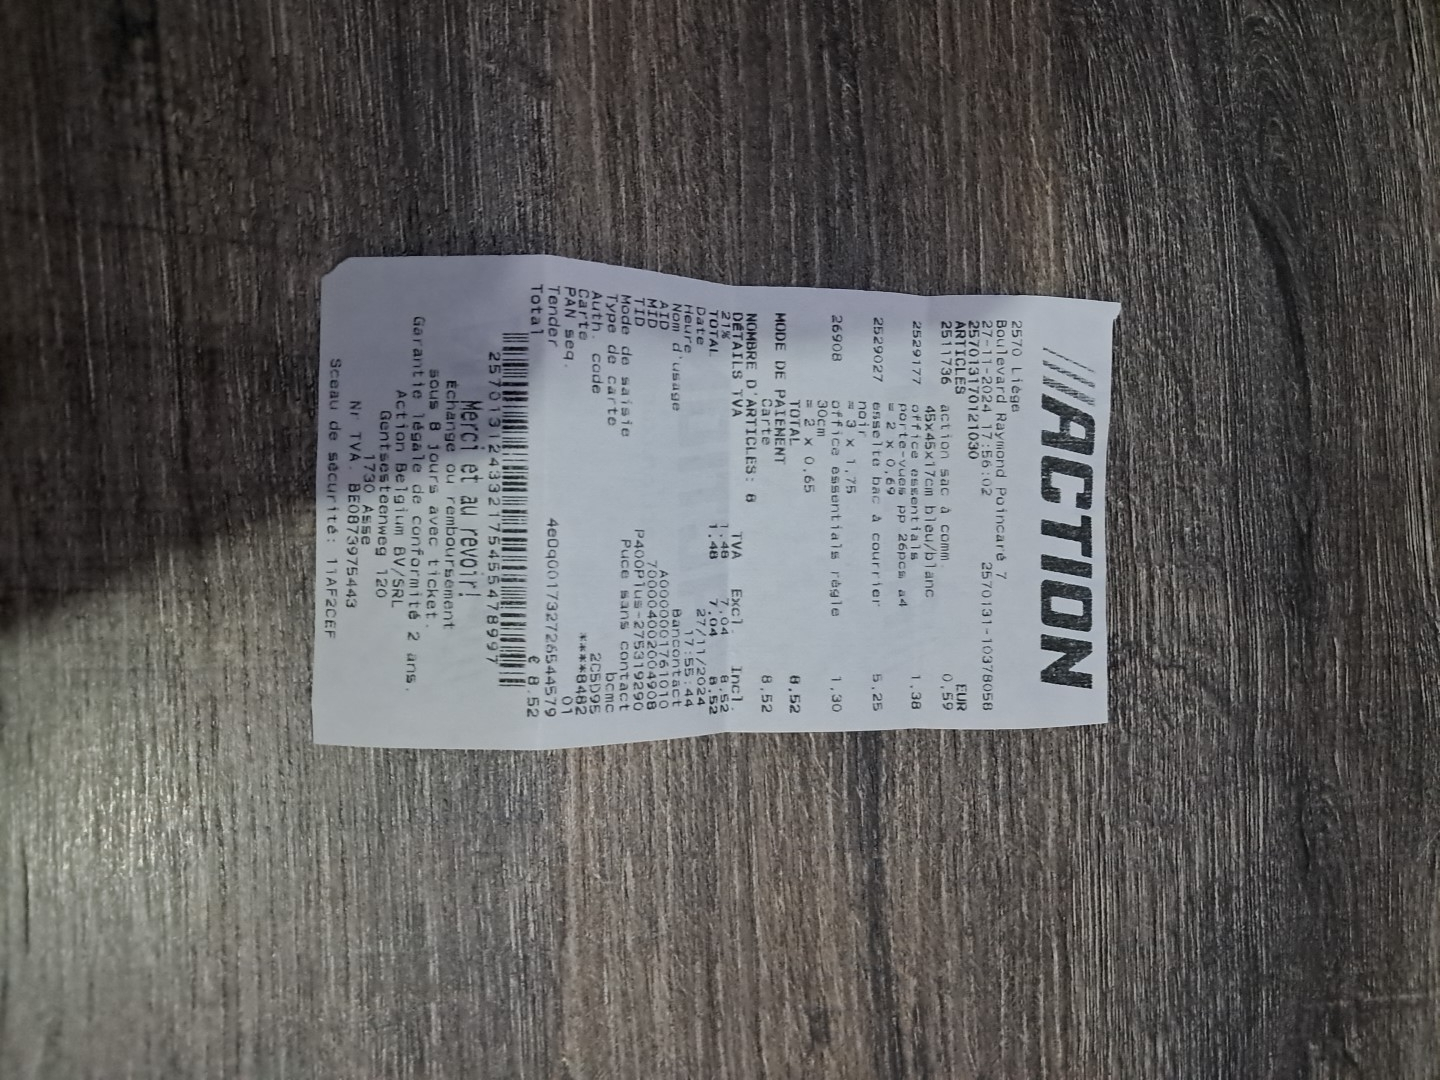 ///ACTION
2570 Liège
Boulevard Raymond Poincaré 7
27-11-2024 17:56:02 2570131-10378058
2570131701210​30
ARTICLES EUR
2511736 action sac à comm. 0,59
45x45x17cm bleu/blanc
2529177 office essentials 1,38
porte-vues pp 26pcs a4
= 2 x 0,69
2529027 esselte bac à courrier 5,25
noir
= 3 x 1,75
26908 office essentials règle 1,30
30cm
= 2 x 0,65
TOTAL 8,52
MODE DE PAIEMENT
Carte 8,52
NOMBRE D'ARTICLES: 8
DÉTAILS TVA TVA Excl. Incl.
21% 1.48 7.04 8.52
TOTAL 1.48 7.04 8.52
Date 27/11/2024
Heure 17:55:44
Nom d'usage Bancontact
AID A0000001761010
MID 700004002004908
TID P400Plus-27531929​0
Mode de saisie Puce sans contact
Type de carte bcmc
Auth. code 2C5D95
Carte ****8482
PAN seq. 01
Tender 4eDq001732726544579
Total € 8.52
25701312433217545547​8997
Merci et au revoir!
Échange ou remboursement
sous 8 jours avec ticket.
Garantie légale de conformité 2 ans.
Action Belgium BV/SRL
Gentsesteenweg 120
1730 Asse
Nr TVA. BE0873975443
Sceau de sécurité: 11AF2CEF